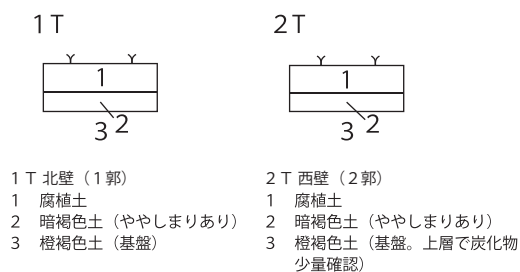 1T
1
2
3
1T 北壁（1郭）
1 腐植土
2 暗褐色土（ややしまりあり）
3 橙褐色土（基盤）
2T
1
2
3
2T 西壁（2郭）
1 腐植土
2 暗褐色土（ややしまりあり）
3 橙褐色土（基盤。上層で炭化物
少量確認）